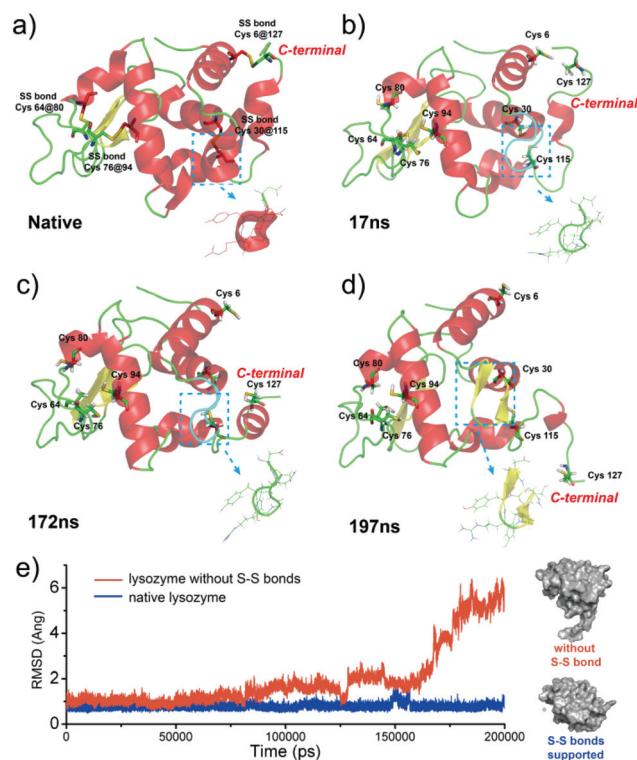 a)
SS bond
Cys 6@127
C-terminal
SS bond
Cys 64@80
SS bond
Cys 30@115
SS bond
Cys 76@94
Native
b)
Cys 6
Cys 127
C-terminal
Cys 80
Cys 94
Cys 30
Cys 64
Cys 76
Cys 115
17ns
c)
Cys 6
Cys 80
C-terminal
Cys 94
Cys 127
Cys 64
Cys 76
172ns
d)
Cys 6
Cys 80
Cys 30
Cys 94
Cys 64
Cys 76
Cys 115
Cys 127
C-terminal
197ns
e)
lysozyme without S-S bonds
native lysozyme
RMSD (Ang)
6
4
2
0
0
50000
100000
150000
200000
Time (ps)
without
S-S bond
S-S bonds
supported